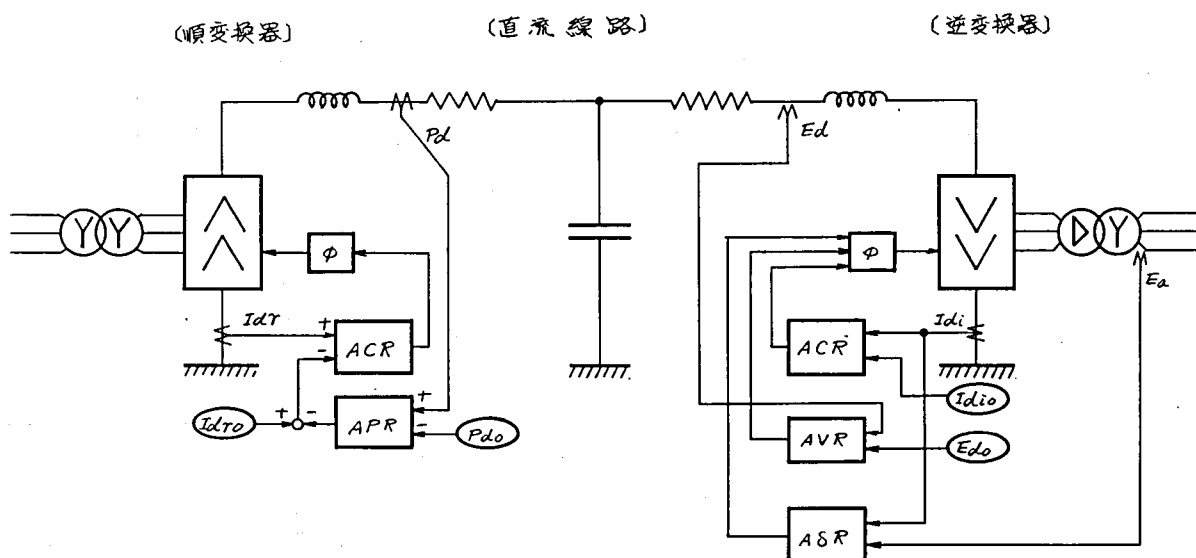 (順変換器)
(直流線路)
(逆変換器)
Pd
Ed
Y Y
φ
φ
Δ Y
Ea
Idr
+
ACR
-
Idi
ACR
Idro
+
-
APR
+
-
Pdo
Idio
AVR
Edo
AδR